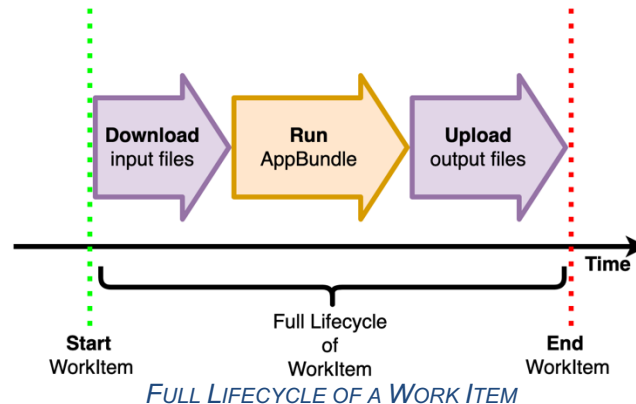 Download
input files
Run
AppBundle
Upload
output files
Time
Full Lifecycle
of
WorkItem
Start
WorkItem
End
WorkItem
FULL LIFECYCLE OF A WORK ITEM